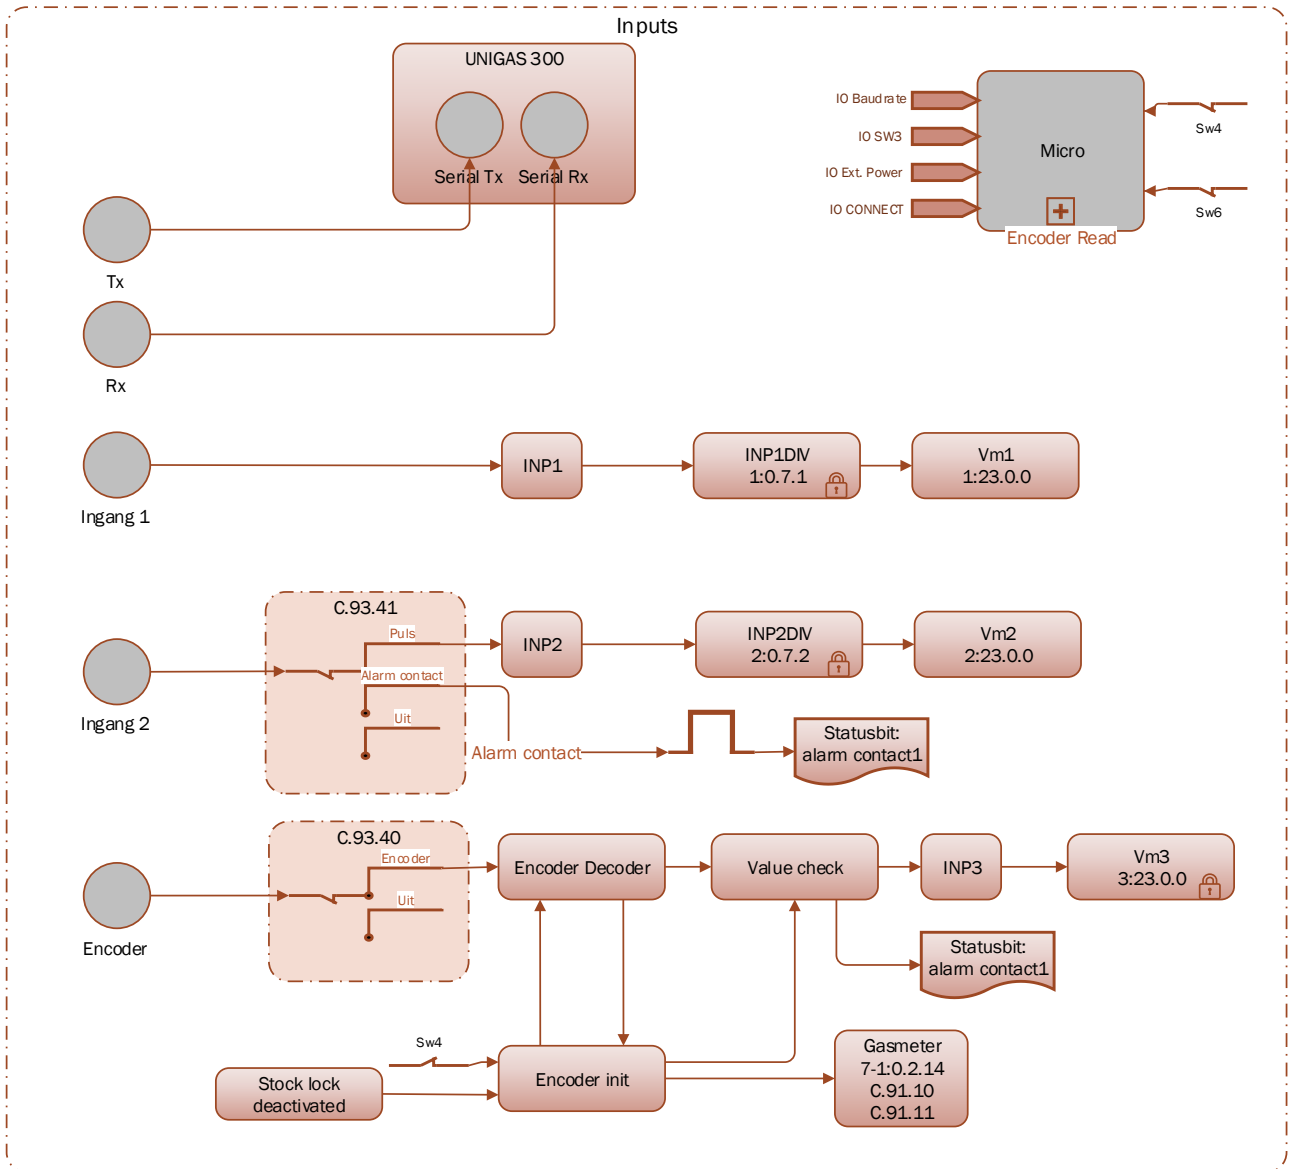 Inputs
UNIGAS 300
Serial Tx
Serial Rx
IO Baudrate
IO SW3
IO Ext. Power
IO CONNECT
Micro
Encoder Read
Sw4
Sw6
Tx
Rx
Ingang 1
INP1
INP1DIV
1:0.7.1
Vm1
1:23.0.0
Ingang 2
C.93.41
Puls
Alarm contact
Uit
INP2
INP2DIV
2:0.7.2
Vm2
2:23.0.0
Alarm contact
Statusbit:
alarm contact1
Encoder
C.93.40
Encoder
Uit
Encoder Decoder
Value check
INP3
Vm3
3:23.0.0
Statusbit:
alarm contact1
Sw4
Stock lock
deactivated
Encoder init
Gasmeter
7-1:0.2.14
C.91.10
C.91.11